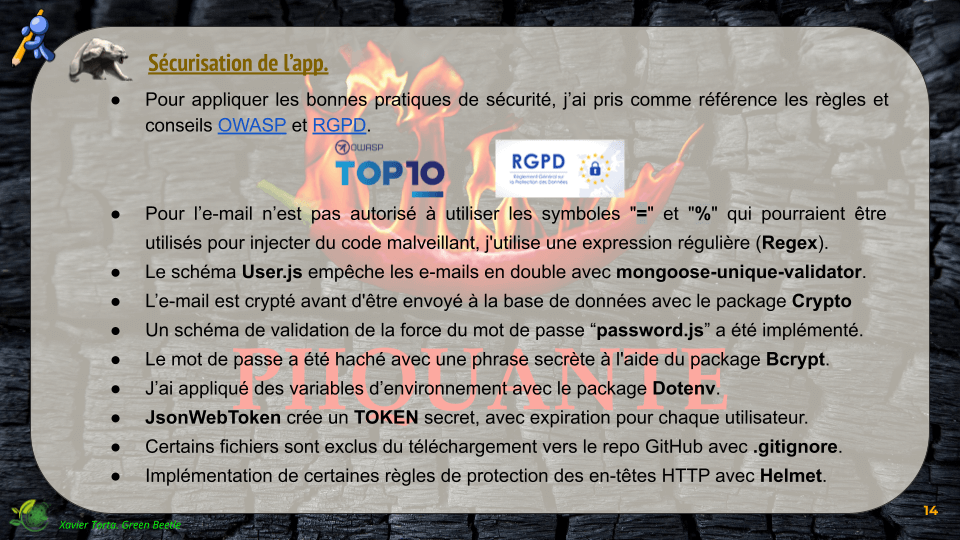 Sécurisation de l'app.
● Pour appliquer les bonnes pratiques de sécurité, j'ai pris comme référence les règles et
conseils OWASP et RGPD.
OWASP
TOP10
RGPD
Règlement Général sur
la Protection des Données
● Pour l'e-mail n'est pas autorisé à utiliser les symboles "=" et "%" qui pourraient être
utilisés pour injecter du code malveillant, j'utilise une expression régulière (Regex).
● Le schéma User.js empêche les e-mails en double avec mongoose-unique-validator.
● L'e-mail est crypté avant d'être envoyé à la base de données avec le package Crypto
● Un schéma de validation de la force du mot de passe “password.js” a été implémenté.
● Le mot de passe a été haché avec une phrase secrète à l'aide du package Bcrypt.
PIIQUANTE
● J'ai appliqué des variables d'environnement avec le package Dotenv.
● JsonWebToken crée un TOKEN secret, avec expiration pour chaque utilisateur.
● Certains fichiers sont exclus du téléchargement vers le repo GitHub avec .gitignore.
● Implémentation de certaines règles de protection des en-têtes HTTP avec Helmet.
14
Xavier Torta. Green Beetle